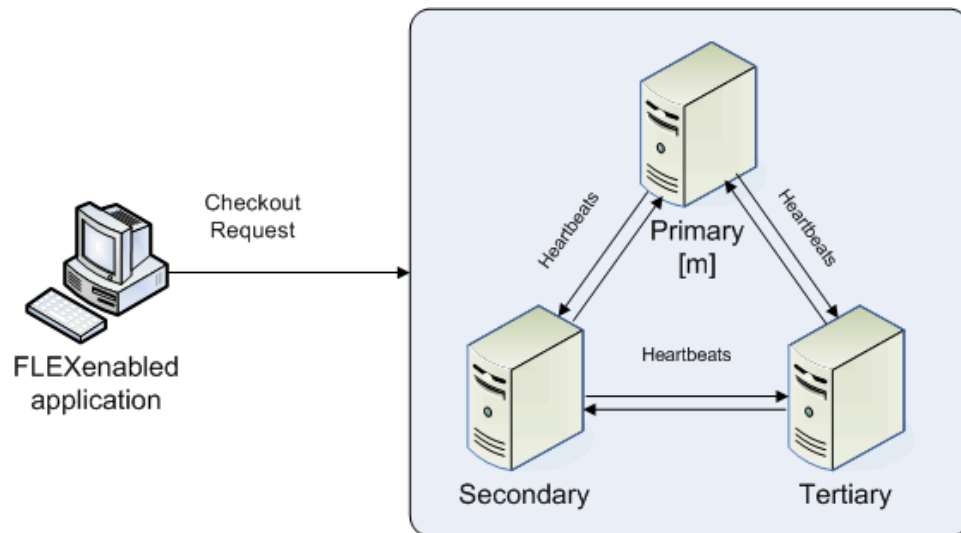 Checkout
Request
FLEXenabled
application
Primary
[m]
Heartbeats
Heartbeats
Heartbeats
Secondary
Tertiary